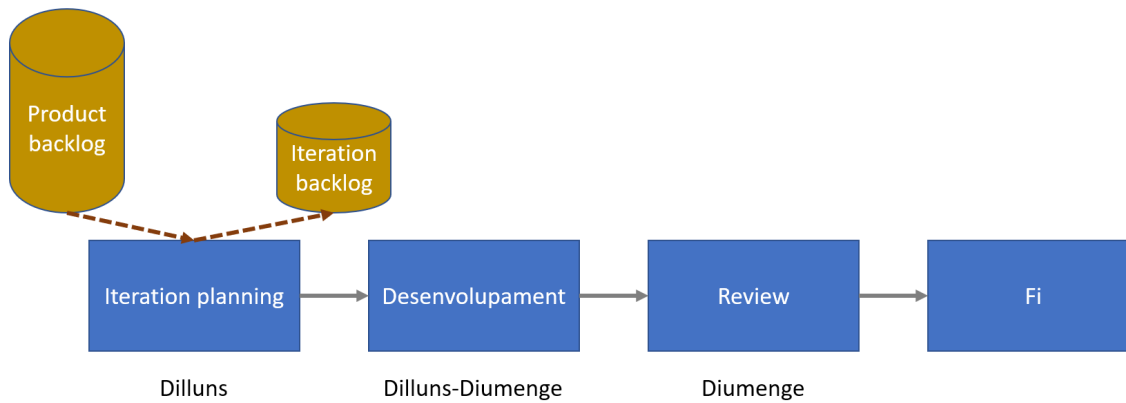 Product
backlog
Iteration
backlog
Iteration planning
Desenvolupament
Review
Fi
Dilluns
Dilluns-Diumenge
Diumenge